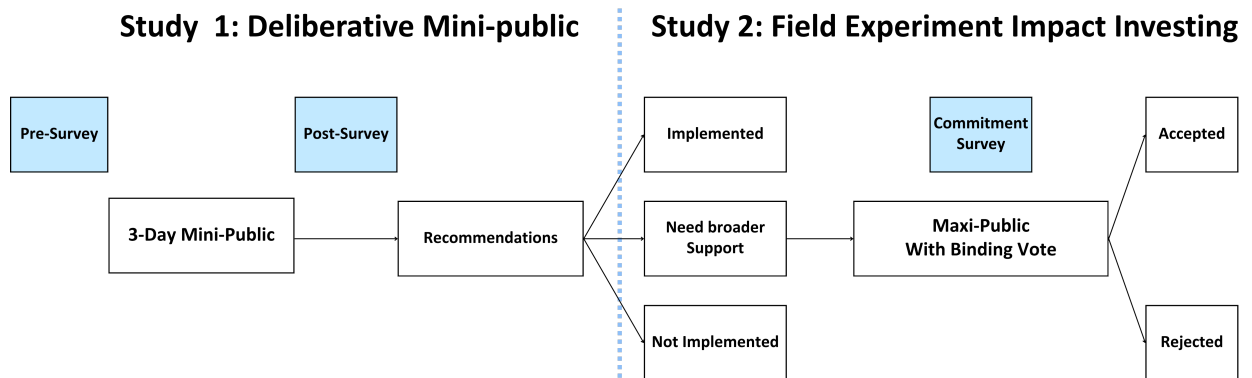 Study 1: Deliberative Mini-public
Study 2: Field Experiment Impact Investing
Pre-Survey
Post-Survey
3-Day Mini-Public
Recommendations
Implemented
Need broader
Support
Not Implemented
Commitment
Survey
Maxi-Public
With Binding Vote
Accepted
Rejected